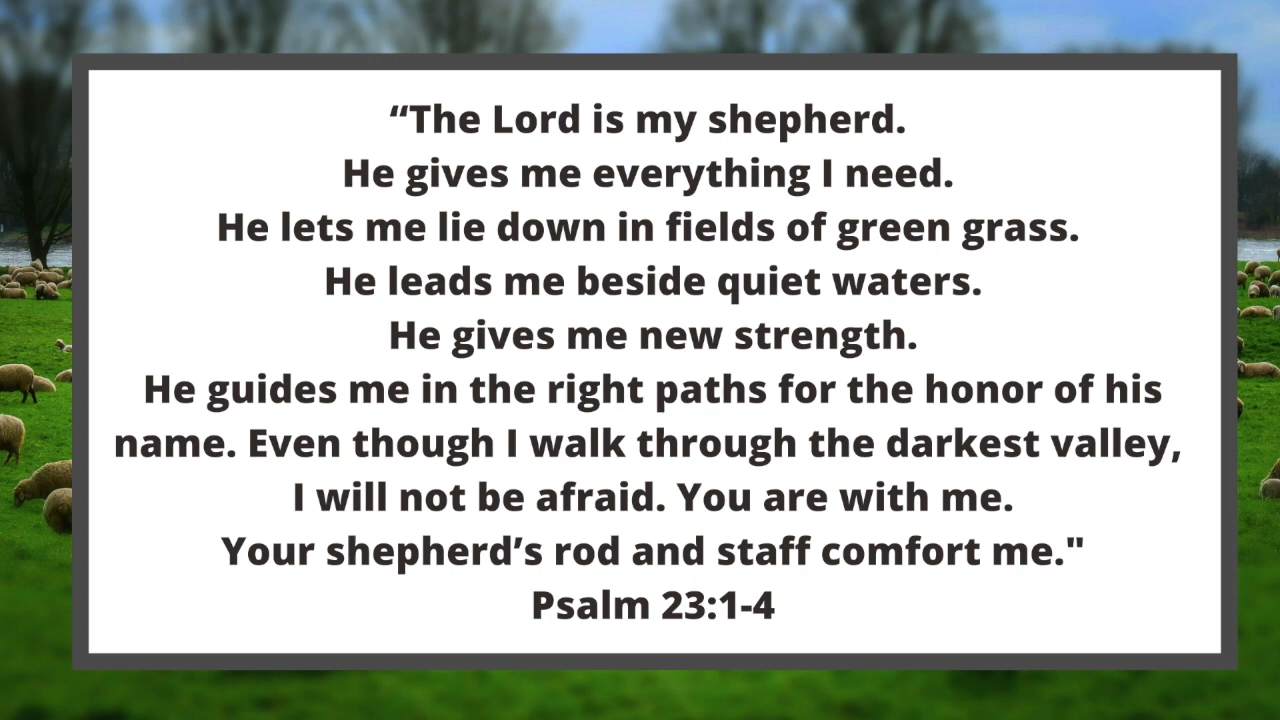 “The Lord is my shepherd.
He gives me everything I need.
He lets me lie down in fields of green grass.
He leads me beside quiet waters.
He gives me new strength.
He guides me in the right paths for the honor of his
name. Even though I walk through the darkest valley,
I will not be afraid. You are with me.
Your shepherd’s rod and staff comfort me."
Psalm 23:1-4